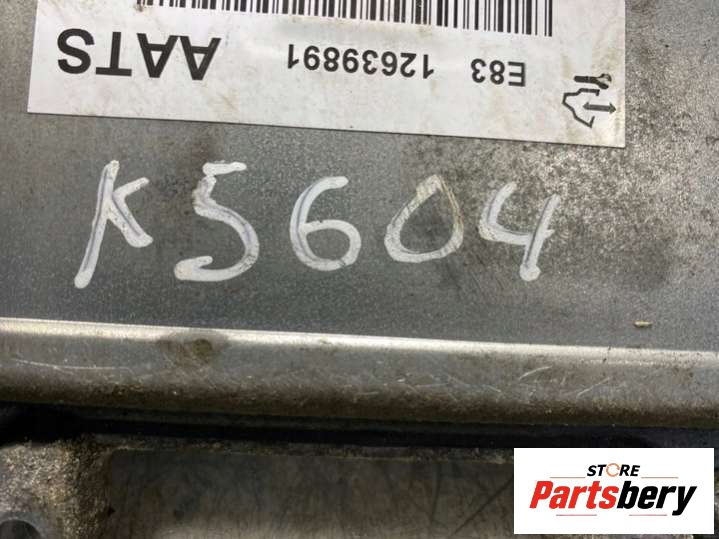 AATS
E83 12639891
K5604
STORE
Partsbery